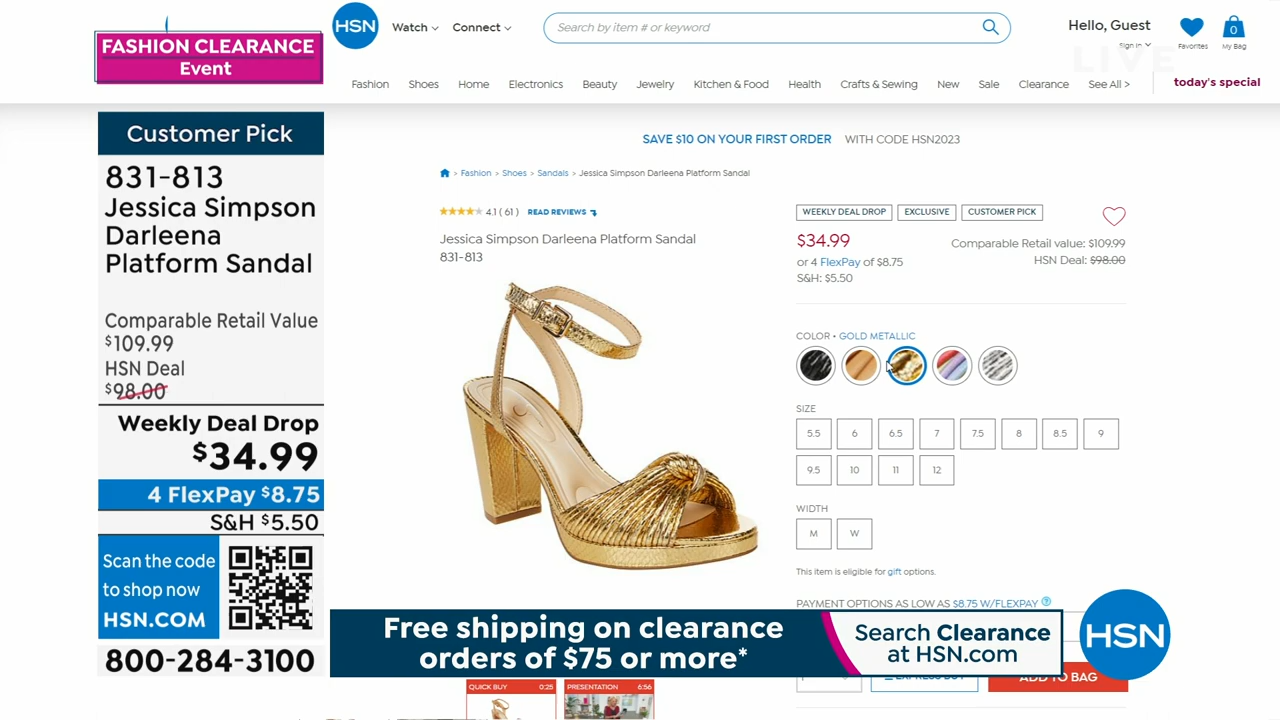 FASHION CLEARANCE
Event
HSN
Watch
Connect
Search by item # or keyword
Hello, Guest
Sign In
Favorites
0
My Bag
LIVE
Fashion
Shoes
Home
Electronics
Beauty
Jewelry
Kitchen & Food
Health
Crafts & Sewing
New
Sale
Clearance
See All >
today's special
Customer Pick
831-813
Jessica Simpson
Darleena
Platform Sandal
Comparable Retail Value
$109.99
HSN Deal
$98.00
Weekly Deal Drop
$34.99
4 FlexPay $8.75
S&H $5.50
Scan the code
to shop now
HSN.COM
800-284-3100
SAVE $10 ON YOUR FIRST ORDER WITH CODE HSN2023
> Fashion > Shoes > Sandals > Jessica Simpson Darleena Platform Sandal
4.1 ( 61 ) READ REVIEWS
Jessica Simpson Darleena Platform Sandal
831-813
WEEKLY DEAL DROP
EXCLUSIVE
CUSTOMER PICK
$34.99
or 4 FlexPay of $8.75
S&H: $5.50
Comparable Retail value: $109.99
HSN Deal: $98.00
COLOR • GOLD METALLIC
SIZE
5.5 6 6.5 7 7.5 8 8.5 9
9.5 10 11 12
WIDTH
M W
This item is eligible for gift options.
PAYMENT OPTIONS AS LOW AS $8.75 W/FLEXPAY
Free shipping on clearance
orders of $75 or more*
Search Clearance
at HSN.com
HSN
EXPRESS BUY
ADD TO BAG
QUICK BUY 0:25
PRESENTATION 6:56